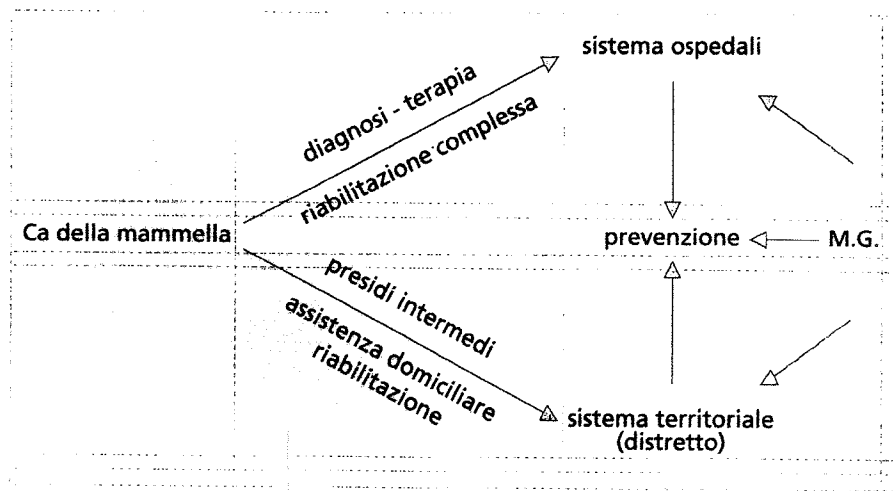 sistema ospedali
diagnosi - terapia
riabilitazione complessa
Ca della mammella
prevenzione
M.G.
presidi intermedi
assistenza domiciliare
riabilitazione
sistema territoriale
(distretto)